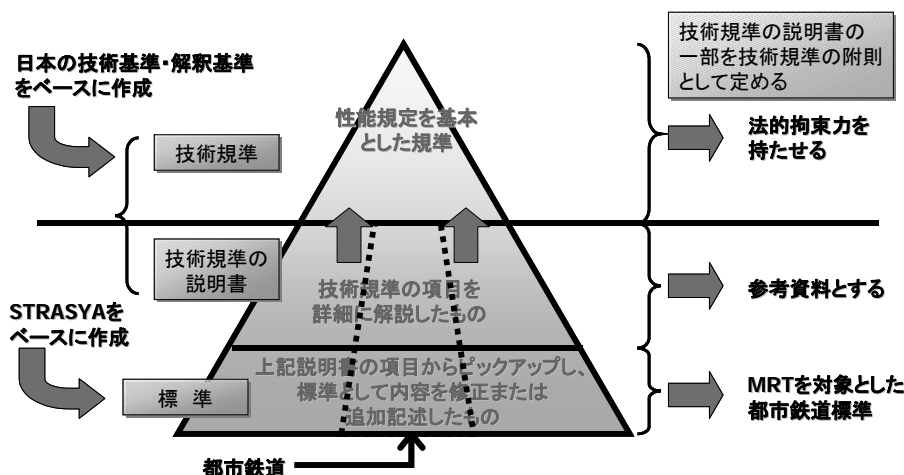 日本の技術基準・解釈基準
をベースに作成
技術規準
技術規準の
説明書
STRASYAを
ベースに作成
標 準
性能規定を基本
とした規準
技術規準の項目を
詳細に解説したもの
上記説明書の項目からピックアップし、
標準として内容を修正または
追加記述したもの
都市鉄道
技術規準の説明書の
一部を技術規準の附則
として定める
法的拘束力を
持たせる
参考資料とする
MRTを対象とした
都市鉄道標準